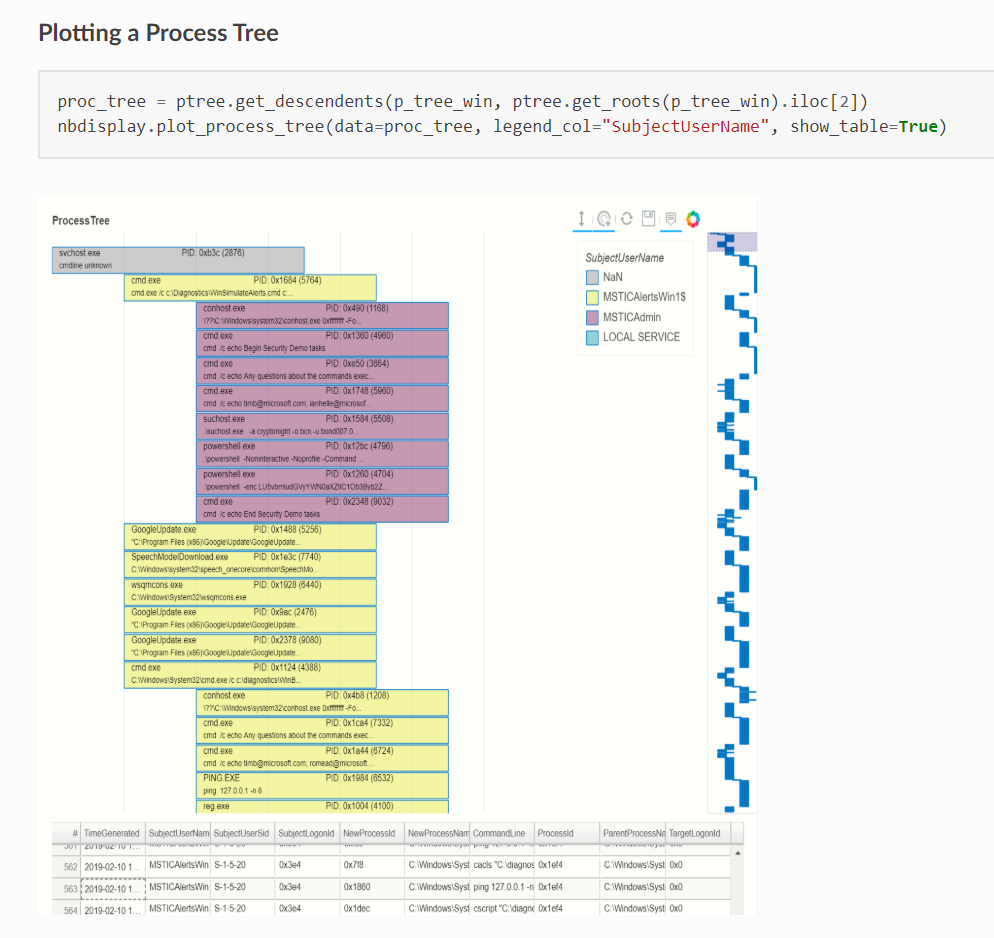 Plotting a Process Tree
proc_tree = ptree.get_descendents(p_tree_win, ptree.get_roots(p_tree_win).iloc[2])
nbdisplay.plot_process_tree(data=proc_tree, legend_col="SubjectUserName", show_table=True)
ProcessTree
svchost.exe PID: 0xb3c (2876)
cmdline unknown
cmd.exe PID: 0x1684 (5764)
cmd.exe /c c:\Diagnostics\WinSimulateAlerts.cmd c:...
conhost.exe PID: 0x490 (1168)
\??\C:\Windows\system32\conhost.exe 0xffffffff -Fo...
cmd.exe PID: 0x1360 (4960)
cmd /c echo Begin Security Demo tasks
cmd.exe PID: 0xe50 (3664)
cmd /c echo Any questions about the commands exec...
cmd.exe PID: 0x1748 (5960)
cmd /c echo timb@microsoft.com; ianhelle@microsof...
suchost.exe PID: 0x1584 (5508)
.\suchost.exe -a cryptonight -o bcn -u bond007.0...
powershell.exe PID: 0x12bc (4796)
.\powershell -Noninteractive -Noprofile -Command ...
powershell.exe PID: 0x1260 (4704)
.\powershell -enc
cmd.exe PID: 0x2348 (9032)
cmd /c echo End Security Demo tasks
GoogleUpdate.exe PID: 0x1488 (5256)
"C:\Program Files (x86)\Google\Update\GoogleUpdate...
SpeechModelDownload.exe PID: 0x1e3c (7740)
C:\Windows\system32\speech_onecore\common\SpeechMo...
wsqmcons.exe PID: 0x1928 (6440)
C:\Windows\System32\wsqmcons.exe
GoogleUpdate.exe PID: 0x9ac (2476)
"C:\Program Files (x86)\Google\Update\GoogleUpdate...
GoogleUpdate.exe PID: 0x2378 (9080)
"C:\Program Files (x86)\Google\Update\GoogleUpdate...
cmd.exe PID: 0x1124 (4388)
C:\Windows\System32\cmd.exe /c c:\diagnostics\WinB...
conhost.exe PID: 0x4b8 (1208)
\??\C:\Windows\system32\conhost.exe 0xffffffff -Fo...
cmd.exe PID: 0x1ca4 (7332)
cmd /c echo Any questions about the commands exec...
cmd.exe PID: 0x1a44 (6724)
cmd /c echo timb@microsoft.com; romead@microsoft....
PING.EXE PID: 0x1984 (6532)
ping 127.0.0.1 -n 8
reg.exe PID: 0x1004 (4100)
SubjectUserName
NaN
MSTICAlertsWin1$
MSTICAdmin
LOCAL SERVICE
# TimeGenerated SubjectUserNam SubjectUserSid SubjectLogonId NewProcessId NewProcessNam CommandLine ProcessId ParentProcessNa TargetLogonId
562 2019-02-10 1... MSTICAlertsWin S-1-5-20 0x3e4 0x7f8 C:\Windows\Syst cacls "C:\diagnos 0x1ef4 C:\Windows\Syst 0x0
563 2019-02-10 1... MSTICAlertsWin S-1-5-20 0x3e4 0x1860 C:\Windows\Syst ping 127.0.0.1 -n 0x1ef4 C:\Windows\Syst 0x0
564 2019-02-10 1... MSTICAlertsWin S-1-5-20 0x3e4 0x1dec C:\Windows\Syst cscript "C:\diagno 0x1ef4 C:\Windows\Syst 0x0